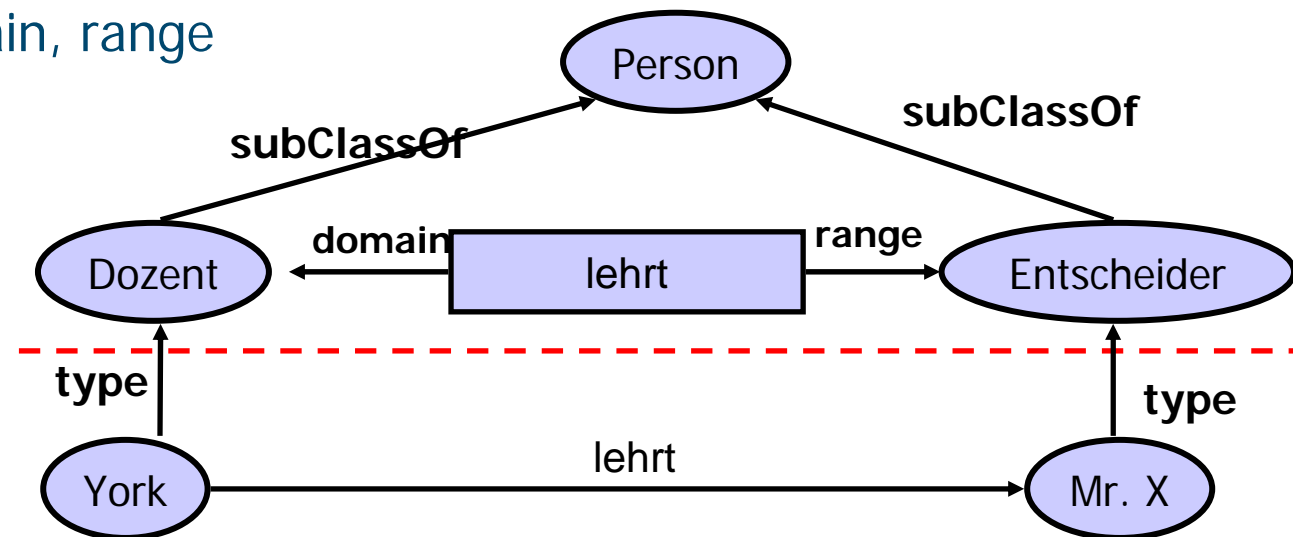 ain, range
Person
subClassOf
subClassOf
domain
range
Dozent
lehrt
Entscheider
type
type
lehrt
York
Mr. X